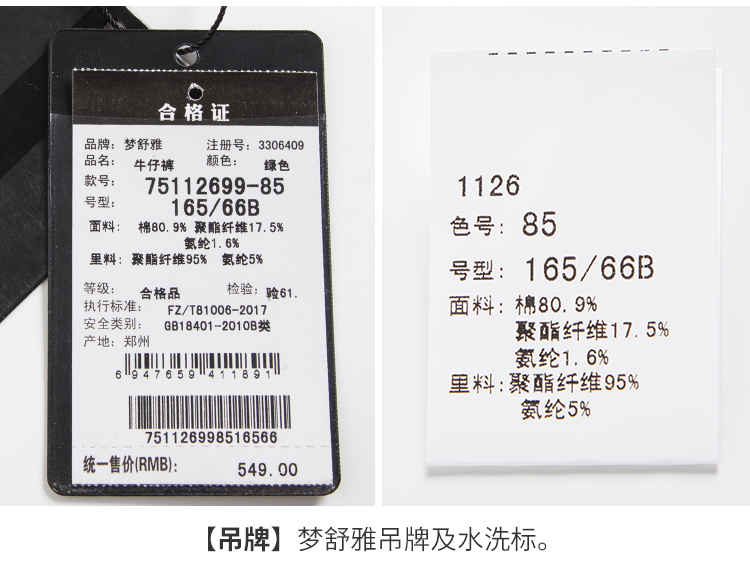 合格证
品牌：梦舒雅 注册号：3306409
品名：牛仔裤 颜色：绿色
款号：75112699-85
号型：165/66B
面料：棉80.9% 聚酯纤维17.5%
氨纶1.6%
里料：聚酯纤维95% 氨纶5%
等级：合格品 检验：验61.
执行标准：FZ/T81006-2017
安全类别：GB18401-2010B类
产地：郑州
6 947659 411891
751126998516566
统一售价(RMB)：549.00
1126
色号：85
号型：165/66B
面料：棉80.9%
聚酯纤维17.5%
氨纶1.6%
里料：聚酯纤维95%
氨纶5%
【吊牌】梦舒雅吊牌及水洗标。